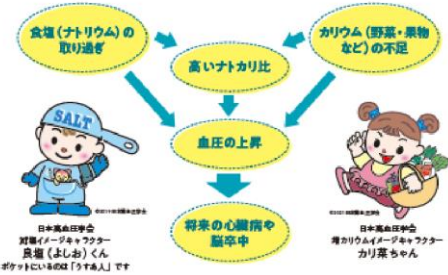 食塩(ナトリウム)の
取り過ぎ
カリウム(野菜・果物
など)の不足
高いナトカリ比
血圧の上昇
将来の心臓病や
脳卒中
SALT
日本高血圧学会
減塩イメージキャラクター
良塩(よしお)くん
ポケットにいるのは「うすあ人」です
日本高血圧学会
増カリウムイメージキャラクター
カリ菜ちゃん